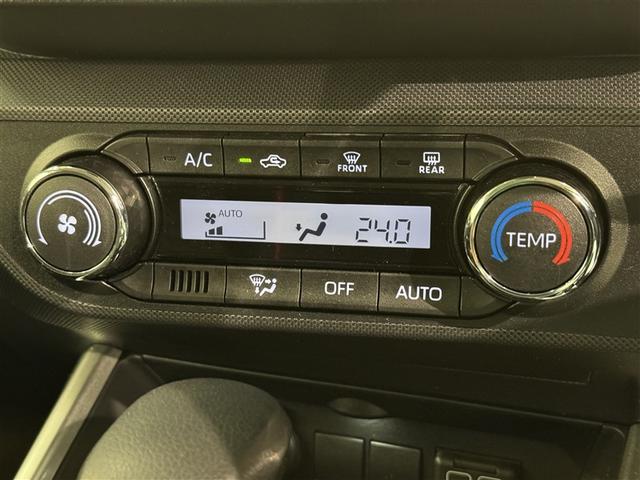 A/C
FRONT
REAR
AUTO
24.0
TEMP
OFF
AUTO